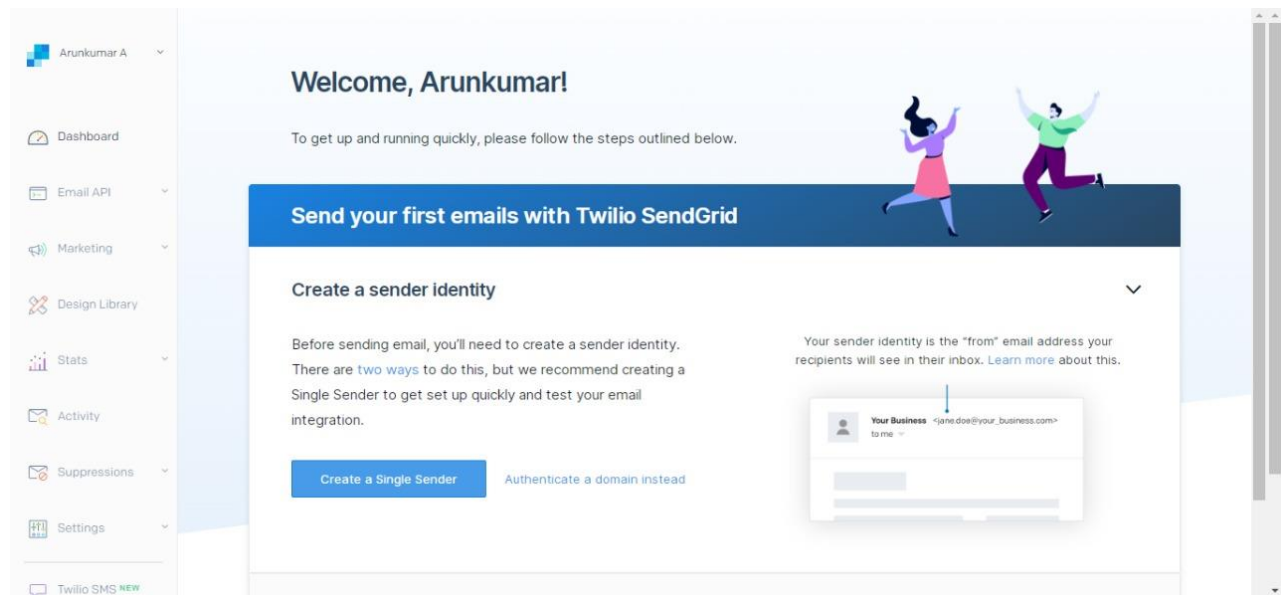 Arunkumar A
Dashboard
Email API
Marketing
Design Library
Stats
Activity
Suppressions
Settings
Twilio SMS NEW
Welcome, Arunkumar!
To get up and running quickly, please follow the steps outlined below.
Send your first emails with Twilio SendGrid
Create a sender identity
Before sending email, you'll need to create a sender identity.
There are two ways to do this, but we recommend creating a
Single Sender to get set up quickly and test your email
integration.
Create a Single Sender
Authenticate a domain instead
Your sender identity is the "from" email address your
recipients will see in their inbox. Learn more about this.
Your Business <jane.doe@your_business.com>
to me